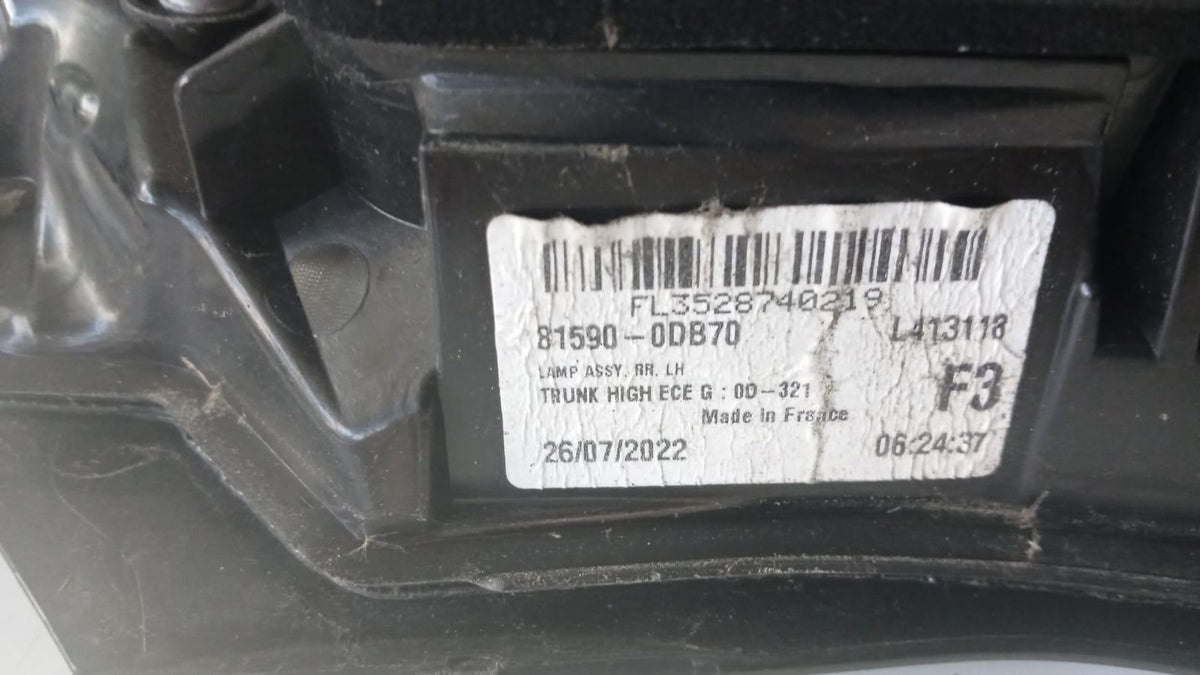 FL3528740219
81590-0DB70 L413118
LAMP ASSY, RR, LH
TRUNK HIGH ECE G : 0D-321 F3
Made in France
26/07/2022 06:24:37